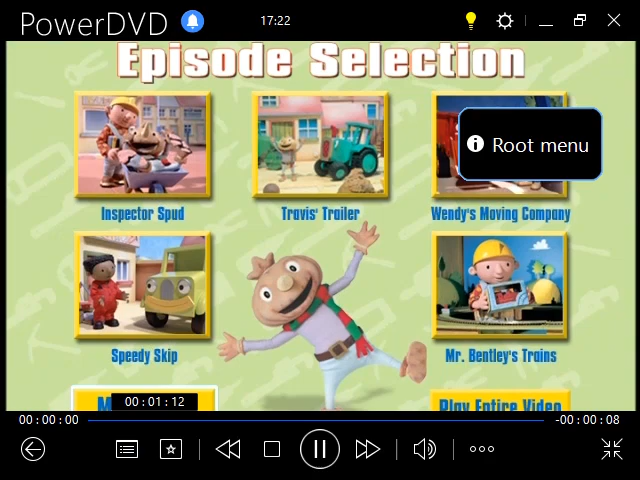 PowerDVD
17:22
Episode Selection
Root menu
Inspector Spud
Travis' Trailer
Wendy's Moving Company
Speedy Skip
Mr. Bentley's Trains
Play Entire Video
00:01:12
00:00:00
-00:00:08